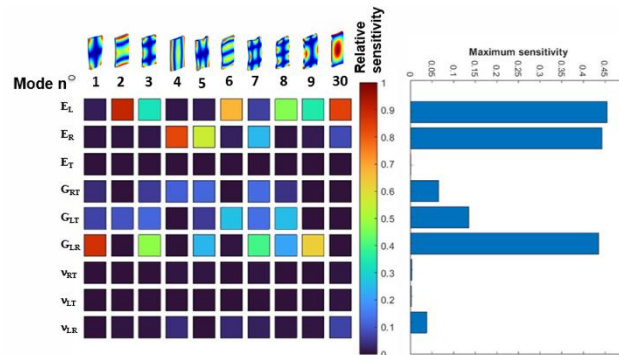 Mode n° 1 2 3 4 5 6 7 8 9 30
Relative sensitivity
E_L
E_R
E_T
G_RT
G_LT
G_LR
ν_RT
ν_LT
ν_LR
1
0.9
0.8
0.7
0.6
0.5
0.4
0.3
0.2
0.1
0
Maximum sensitivity
0 0.05 0.1 0.15 0.2 0.25 0.3 0.35 0.4 0.45